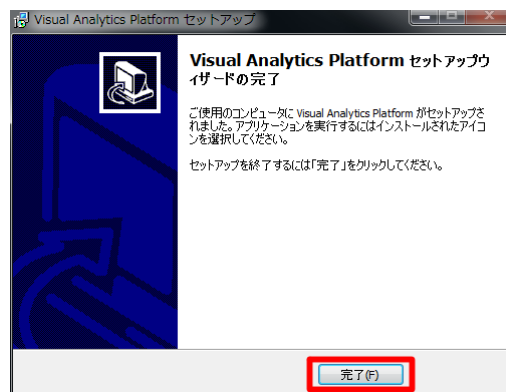 Visual Analytics Platform セットアップ
Visual Analytics Platform セットアップウ
ィザードの完了
ご使用のコンピュータに Visual Analytics Platform がセットアップさ
れました。アプリケーションを実行するにはインストールされたアイコ
ンを選択してください。
セットアップを終了するには「完了」をクリックしてください。
完了(F)